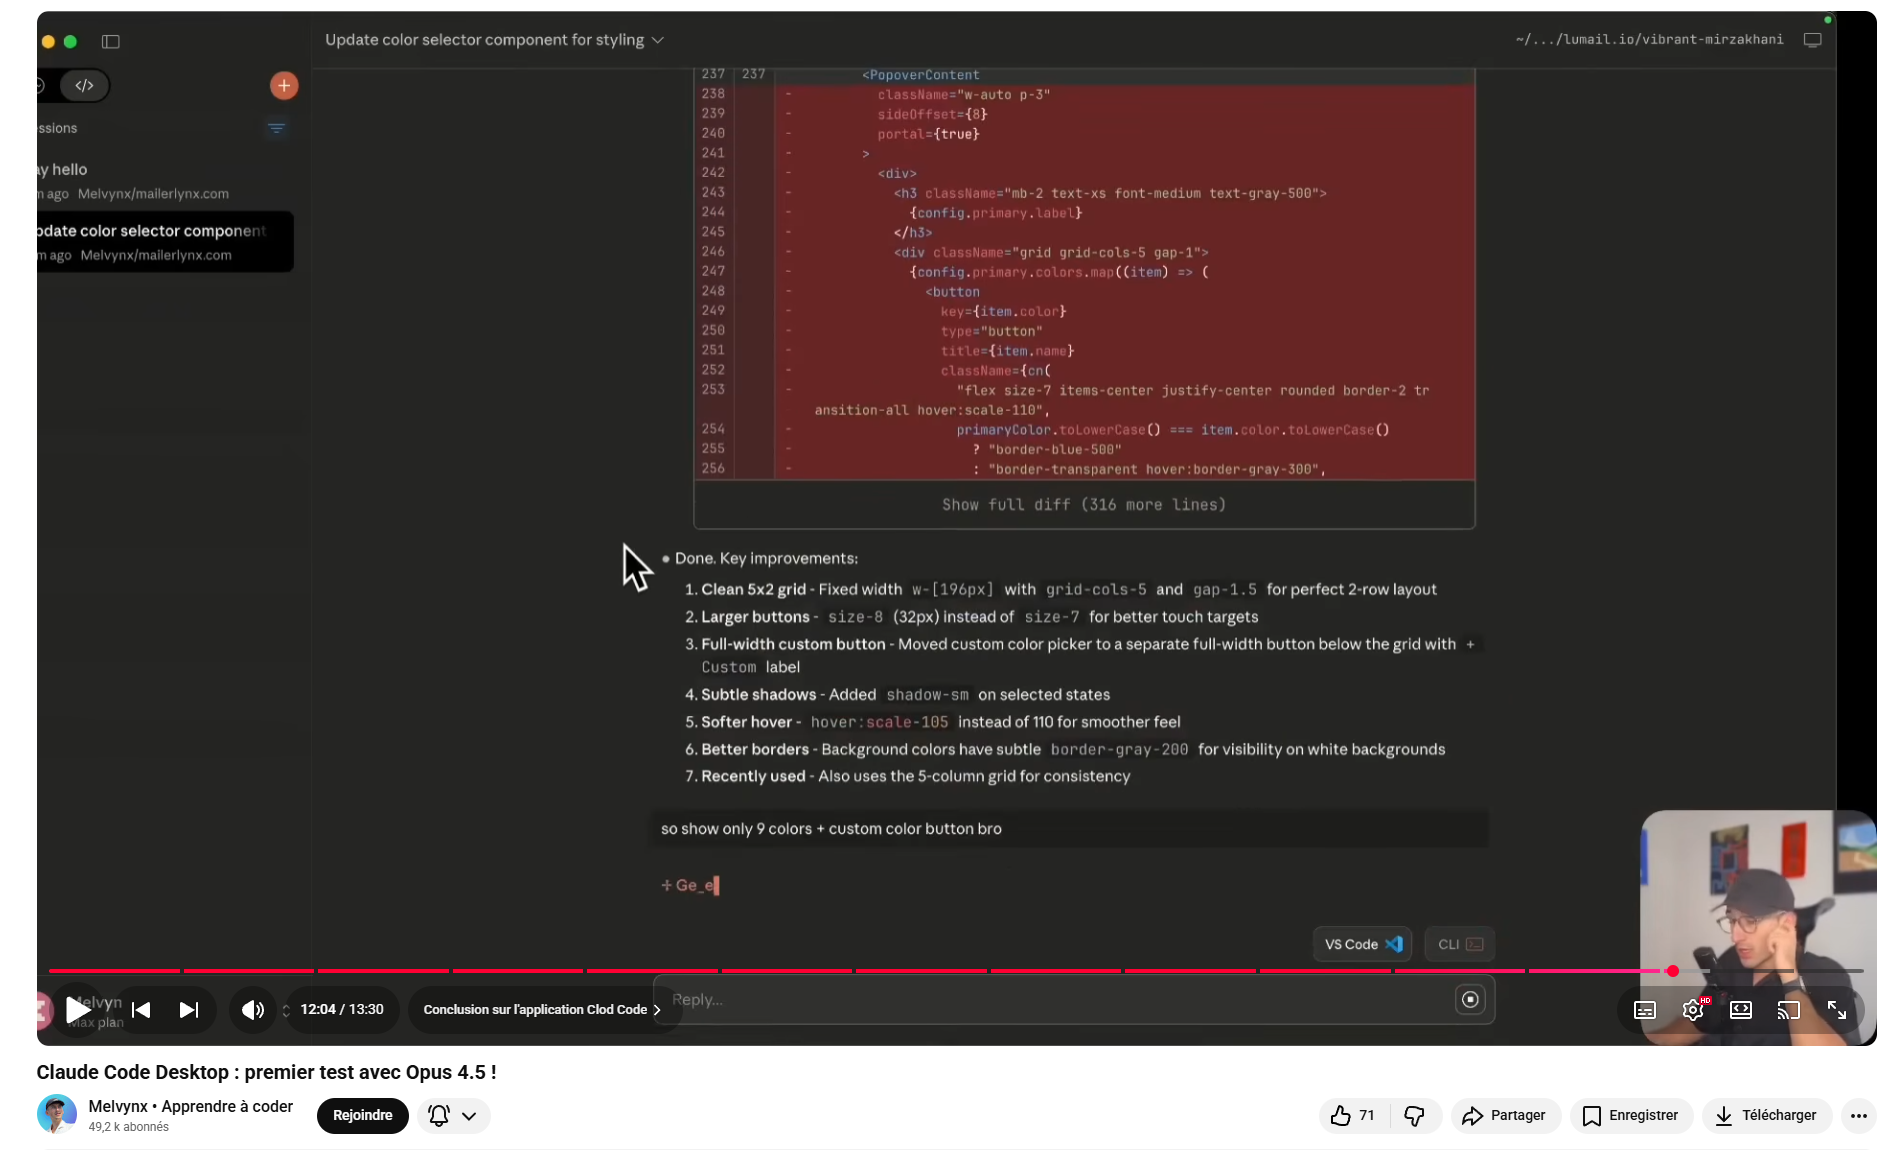 Update color selector component for styling
~/.../lumail.io/vibrant-mirzakhani
</>
+
essions
ay hello
m ago Melvynx/mailerlynx.com
pdate color selector component
m ago Melvynx/mailerlynx.com
237 237 <PopoverContent
238 - className="w-auto p-3"
239 - sideOffset={8}
240 - portal={true}
241 - >
242 - <div>
243 - <h3 className="mb-2 text-xs font-medium text-gray-500">
244 - {config.primary.label}
245 - </h3>
246 - <div className="grid grid-cols-5 gap-1">
247 - {config.primary.colors.map((item) => (
248 - <button
249 - key={item.color}
250 - type="button"
251 - title={item.name}
252 - className={cn(
253 - "flex size-7 items-center justify-center rounded border-2 tr
ansition-all hover:scale-110",
254 - primaryColor.toLowerCase() === item.color.toLowerCase()
255 - ? "border-blue-500"
256 - : "border-transparent hover:border-gray-300",
Show full diff (316 more lines)
• Done. Key improvements:
1. Clean 5x2 grid - Fixed width w-[196px] with grid-cols-5 and gap-1.5 for perfect 2-row layout
2. Larger buttons - size-8 (32px) instead of size-7 for better touch targets
3. Full-width custom button - Moved custom color picker to a separate full-width button below the grid with +
Custom label
4. Subtle shadows - Added shadow-sm on selected states
5. Softer hover - hover:scale-105 instead of 110 for smoother feel
6. Better borders - Background colors have subtle border-gray-200 for visibility on white backgrounds
7. Recently used - Also uses the 5-column grid for consistency
so show only 9 colors + custom color button bro
÷ Ge_e
VS Code CLI
Reply...
Melvyn
Max plan
12:04 / 13:30
Conclusion sur l'application Clod Code
HD
Claude Code Desktop : premier test avec Opus 4.5 !
Melvynx • Apprendre à coder
49,2 k abonnés
Rejoindre
71
Partager
Enregistrer
Télécharger